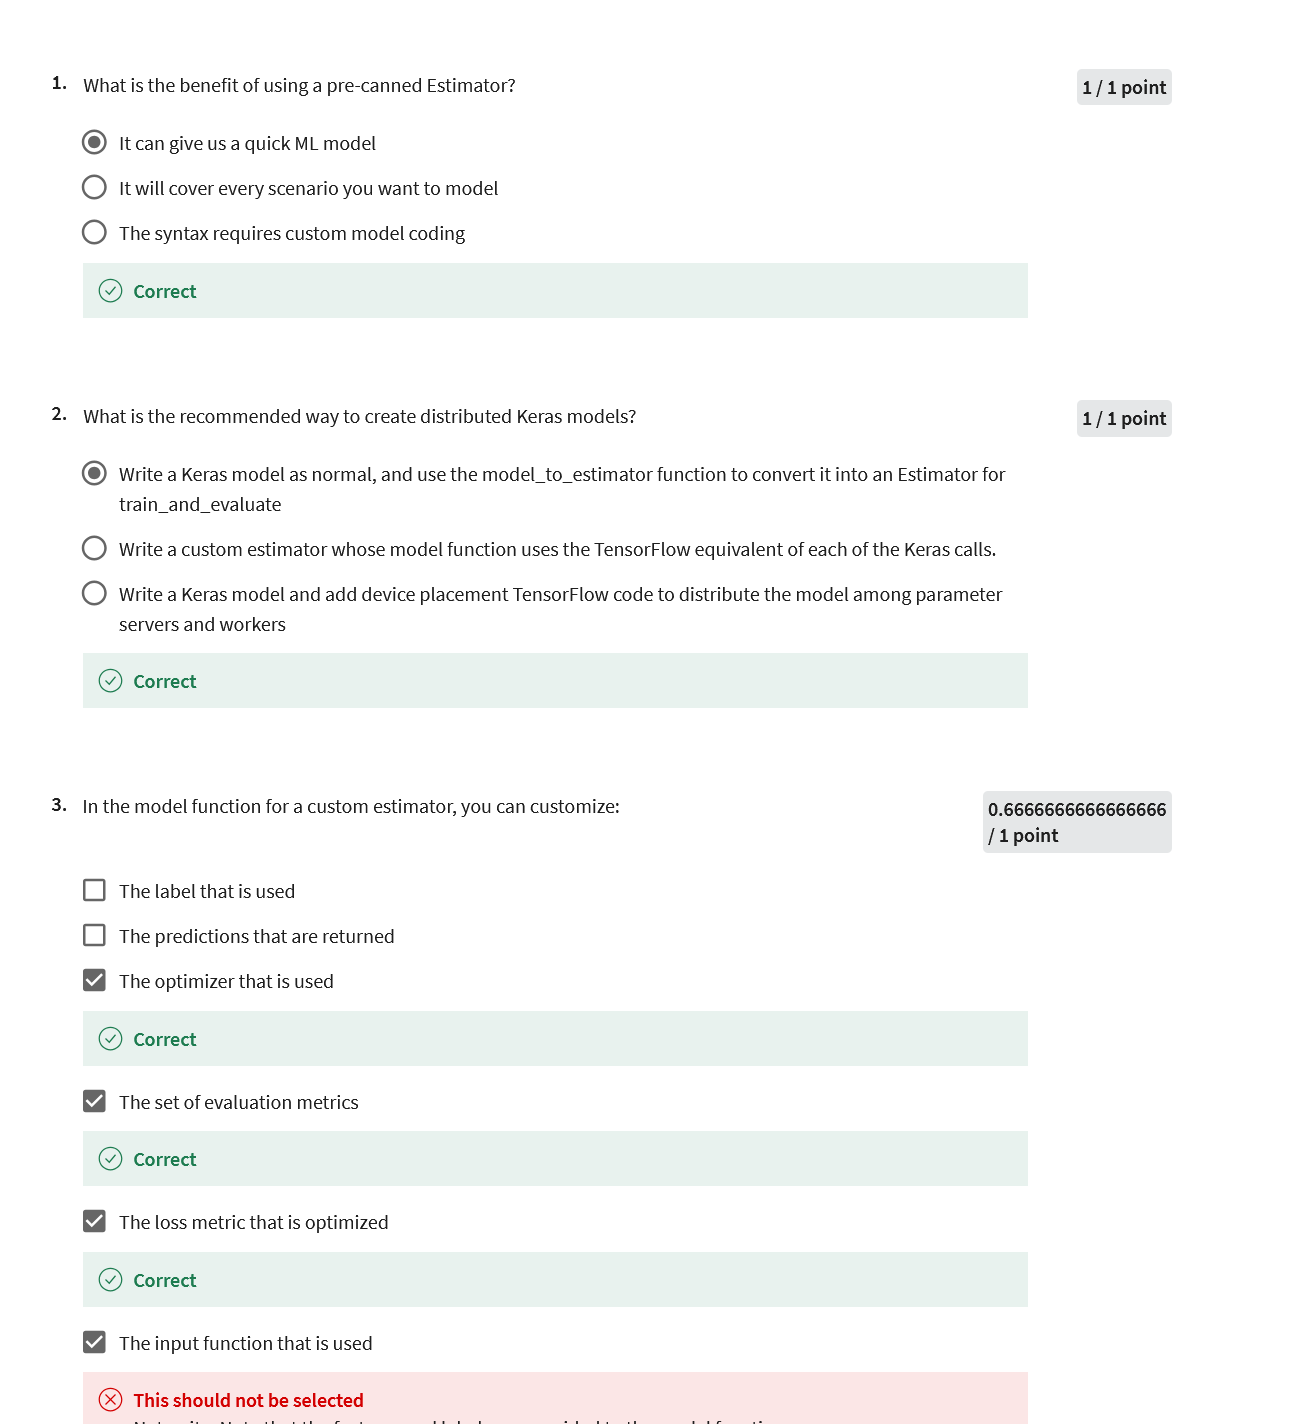 1. What is the benefit of using a pre-canned Estimator?
1 / 1 point
It can give us a quick ML model
It will cover every scenario you want to model
The syntax requires custom model coding
Correct
2. What is the recommended way to create distributed Keras models?
1 / 1 point
Write a Keras model as normal, and use the model_to_estimator function to convert it into an Estimator for
train_and_evaluate
Write a custom estimator whose model function uses the TensorFlow equivalent of each of the Keras calls.
Write a Keras model and add device placement TensorFlow code to distribute the model among parameter
servers and workers
Correct
3. In the model function for a custom estimator, you can customize:
0.6666666666666666
/ 1 point
The label that is used
The predictions that are returned
The optimizer that is used
Correct
The set of evaluation metrics
Correct
The loss metric that is optimized
Correct
The input function that is used
This should not be selected